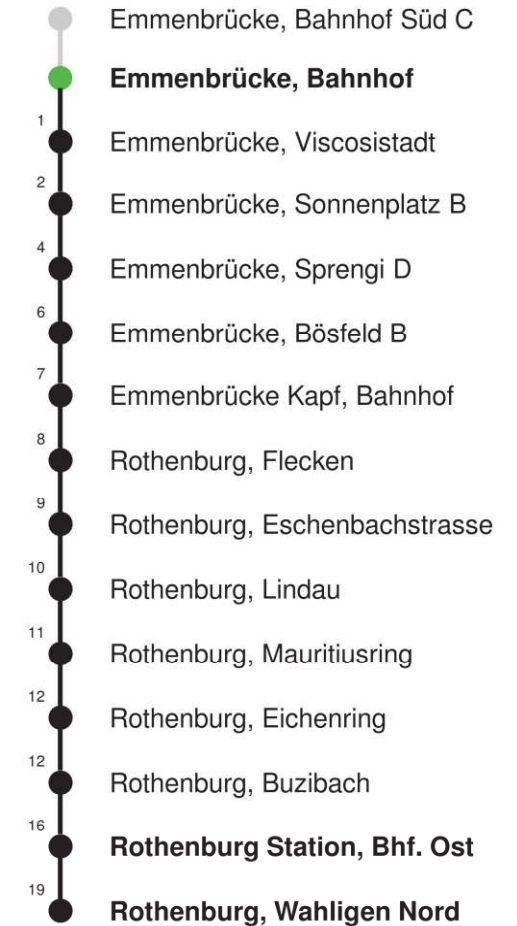 Emmenbrücke, Bahnhof Süd C
Emmenbrücke, Bahnhof
1 Emmenbrücke, Viscosistadt
2 Emmenbrücke, Sonnenplatz B
4 Emmenbrücke, Sprengi D
6 Emmenbrücke, Bösfeld B
7 Emmenbrücke Kapf, Bahnhof
8 Rothenburg, Flecken
9 Rothenburg, Eschenbachstrasse
10 Rothenburg, Lindau
11 Rothenburg, Mauritiusring
12 Rothenburg, Eichenring
12 Rothenburg, Buzibach
16 Rothenburg Station, Bhf. Ost
19 Rothenburg, Wahligen Nord